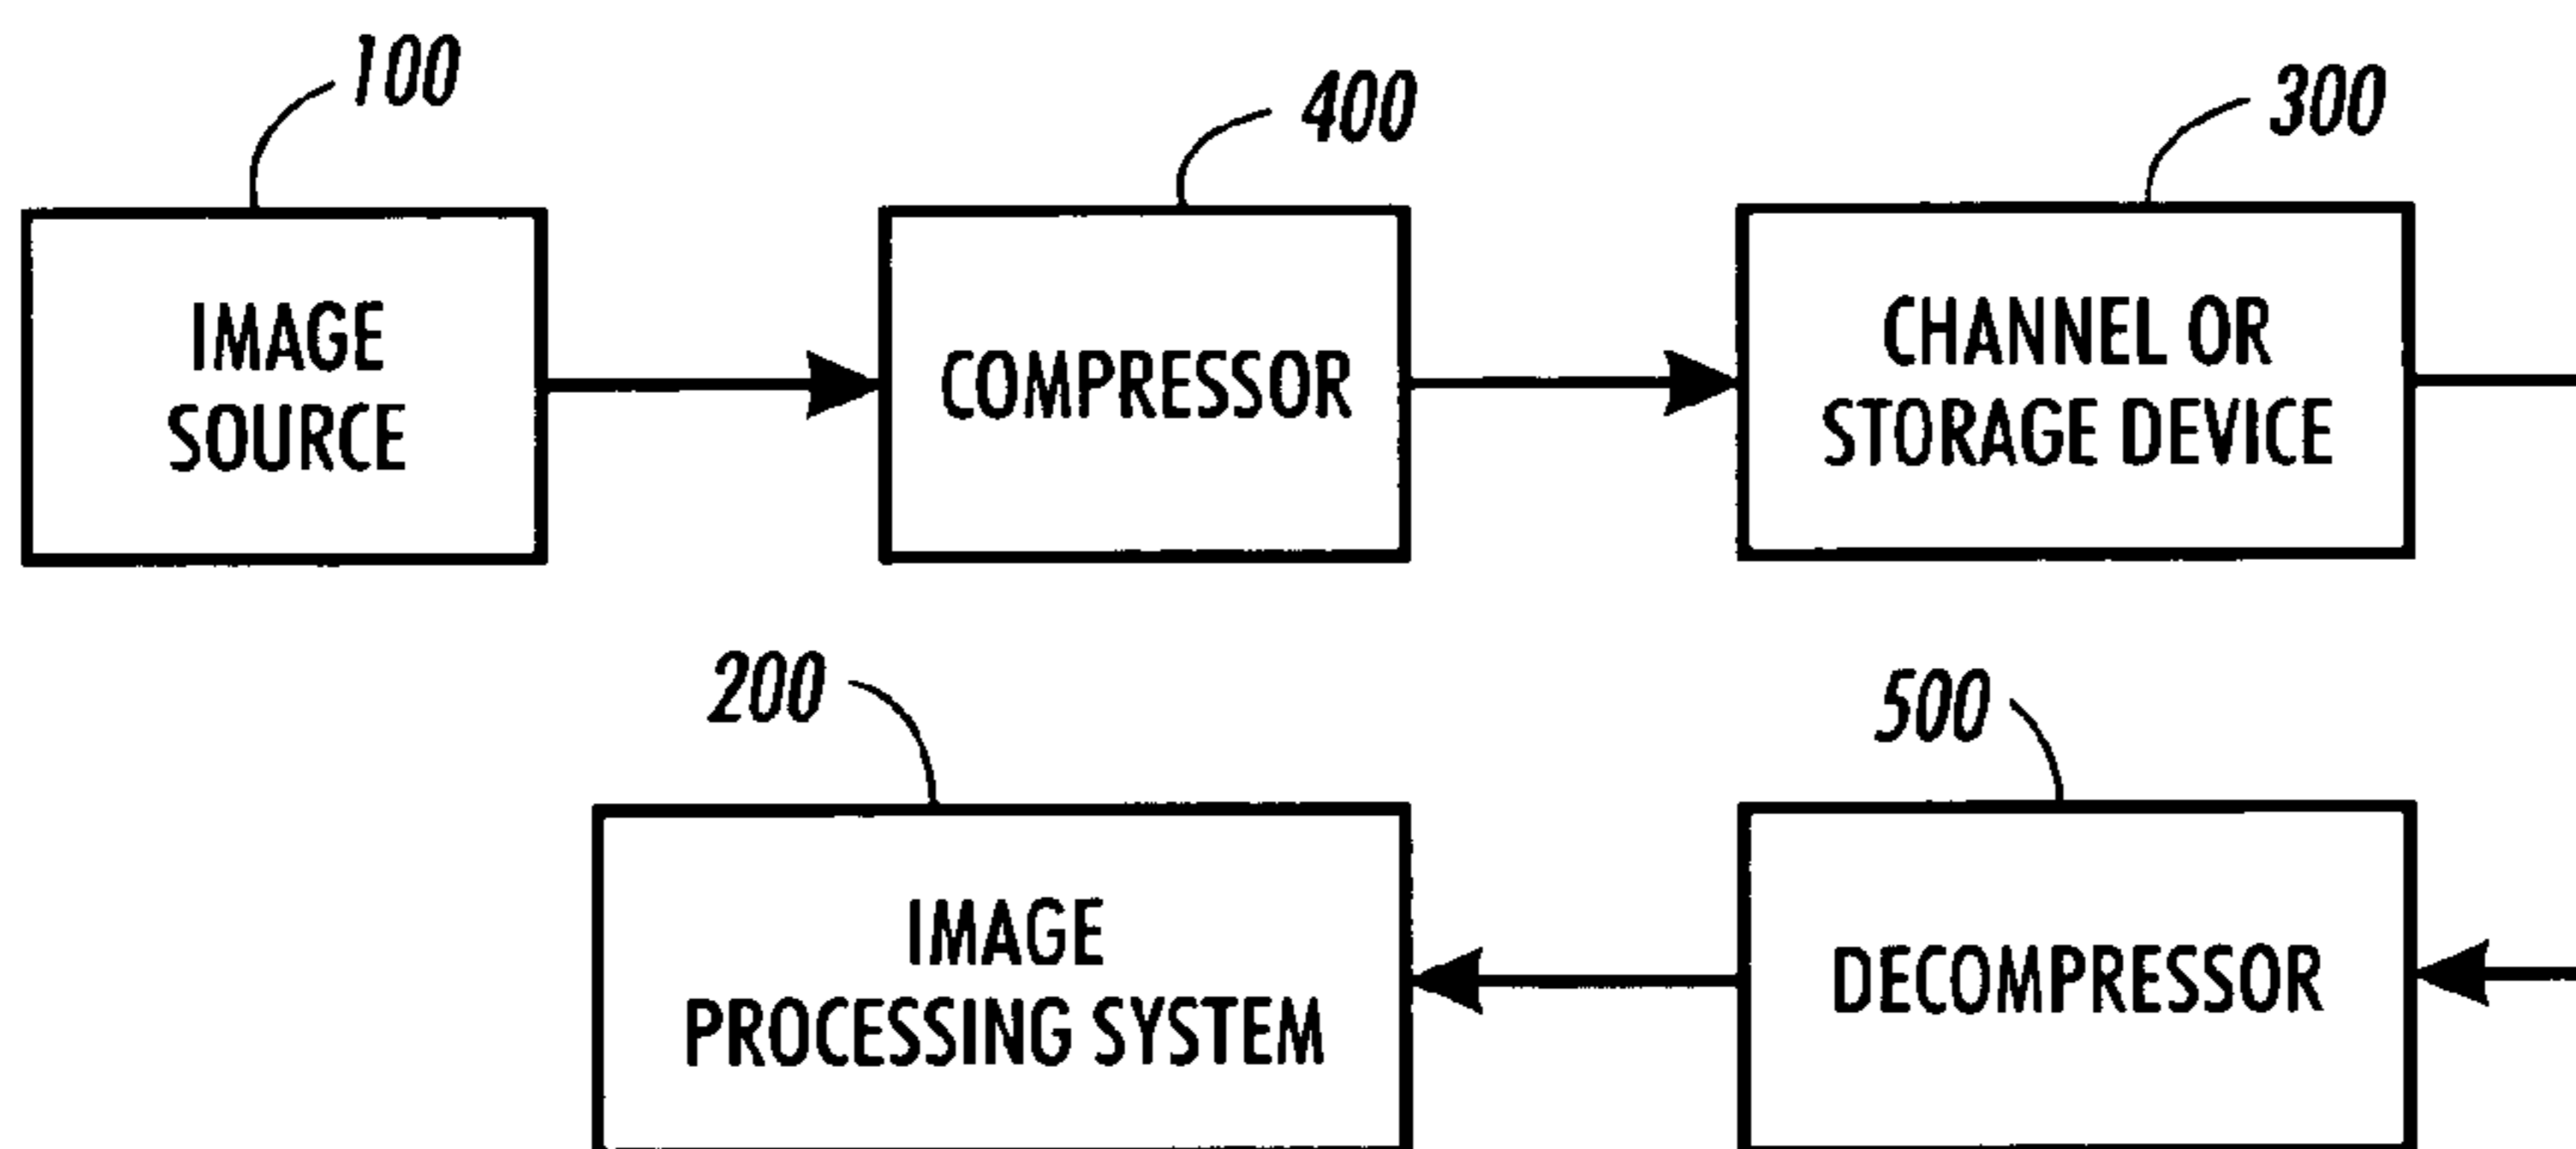 100
400
300
IMAGE
SOURCE
COMPRESSOR
CHANNEL OR
STORAGE DEVICE
200
500
IMAGE
PROCESSING SYSTEM
DECOMPRESSOR